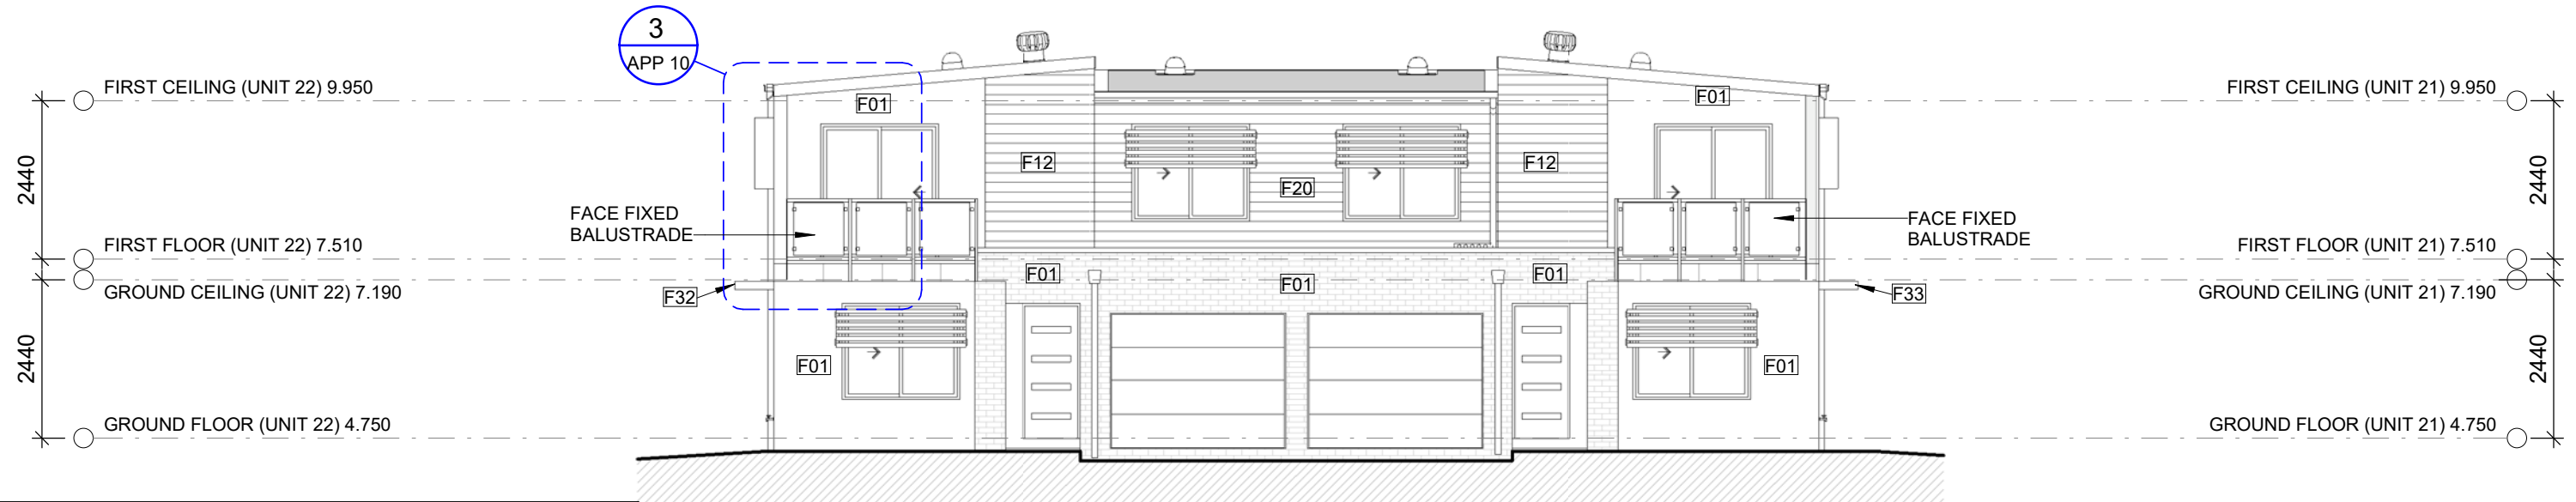 3
APP 10
FIRST CEILING (UNIT 22) 9.950
FIRST CEILING (UNIT 21) 9.950
F01
F01
2440
F12
F12
2440
F20
FACE FIXED
BALUSTRADE
FACE FIXED
BALUSTRADE
FIRST FLOOR (UNIT 22) 7.510
FIRST FLOOR (UNIT 21) 7.510
F01
F01
F01
GROUND CEILING (UNIT 22) 7.190
F32
F33
GROUND CEILING (UNIT 21) 7.190
2440
F01
F01
2440
GROUND FLOOR (UNIT 22) 4.750
GROUND FLOOR (UNIT 21) 4.750